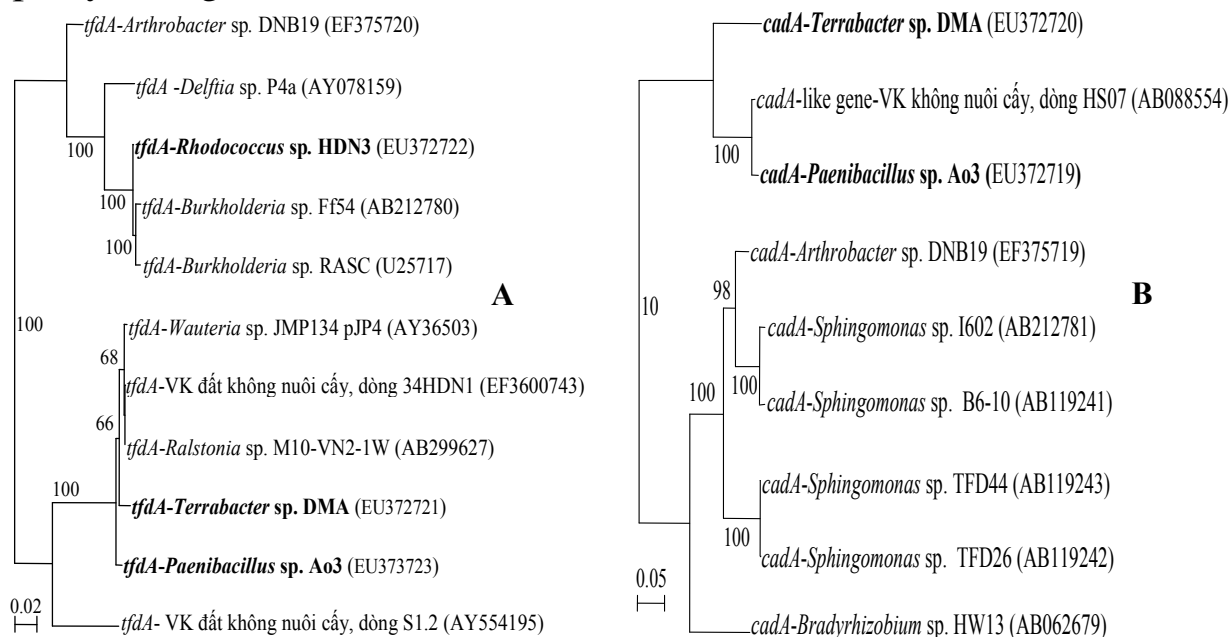 tfdA-Arthrobacter sp. DNB19 (EF375720)
tfdA -Delftia sp. P4a (AY078159)
100
tfdA-Rhodococcus sp. HDN3 (EU372722)
100
tfdA-Burkholderia sp. Ff54 (AB212780)
100
tfdA-Burkholderia sp. RASC (U25717)
A
100
tfdA-Wauteria sp. JMP134 pJP4 (AY36503)
68
tfdA-VK đất không nuôi cấy, dòng 34HDN1 (EF3600743)
66
tfdA-Ralstonia sp. M10-VN2-1W (AB299627)
100
tfdA-Terrabacter sp. DMA (EU372721)
tfdA-Paenibacillus sp. Ao3 (EU373723)
0.02
tfdA- VK đất không nuôi cấy, dòng S1.2 (AY554195)
cadA-Terrabacter sp. DMA (EU372720)
cadA-like gene-VK không nuôi cấy, dòng HS07 (AB088554)
100
cadA-Paenibacillus sp. Ao3 (EU372719)
cadA-Arthrobacter sp. DNB19 (EF375719)
98
B
10
cadA-Sphingomonas sp. I602 (AB212781)
100
100
cadA-Sphingomonas sp. B6-10 (AB119241)
cadA-Sphingomonas sp. TFD44 (AB119243)
100
cadA-Sphingomonas sp. TFD26 (AB119242)
0.05
cadA-Bradyrhizobium sp. HW13 (AB062679)